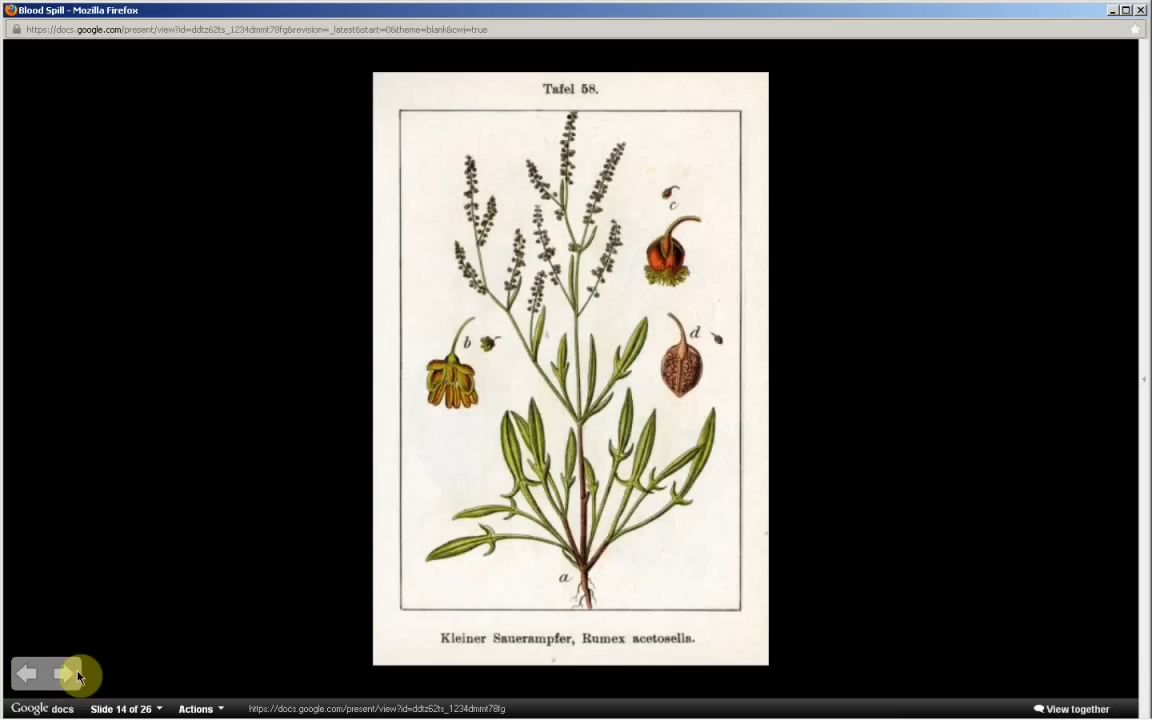 Blood Spill - Mozilla Firefox
https://docs.google.com/present/view?id=ddtz62ts_1234dmmt78fg&revision=_latest&start=0&theme=blank&cwj=true
Tafel 58.
c
b
d
a
Kleiner Sauerampfer, Rumex acetosella.
Google docs
Slide 14 of 26
Actions
https://docs.google.com/present/view?id=ddtz62ts_1234dmmt78fg
View together